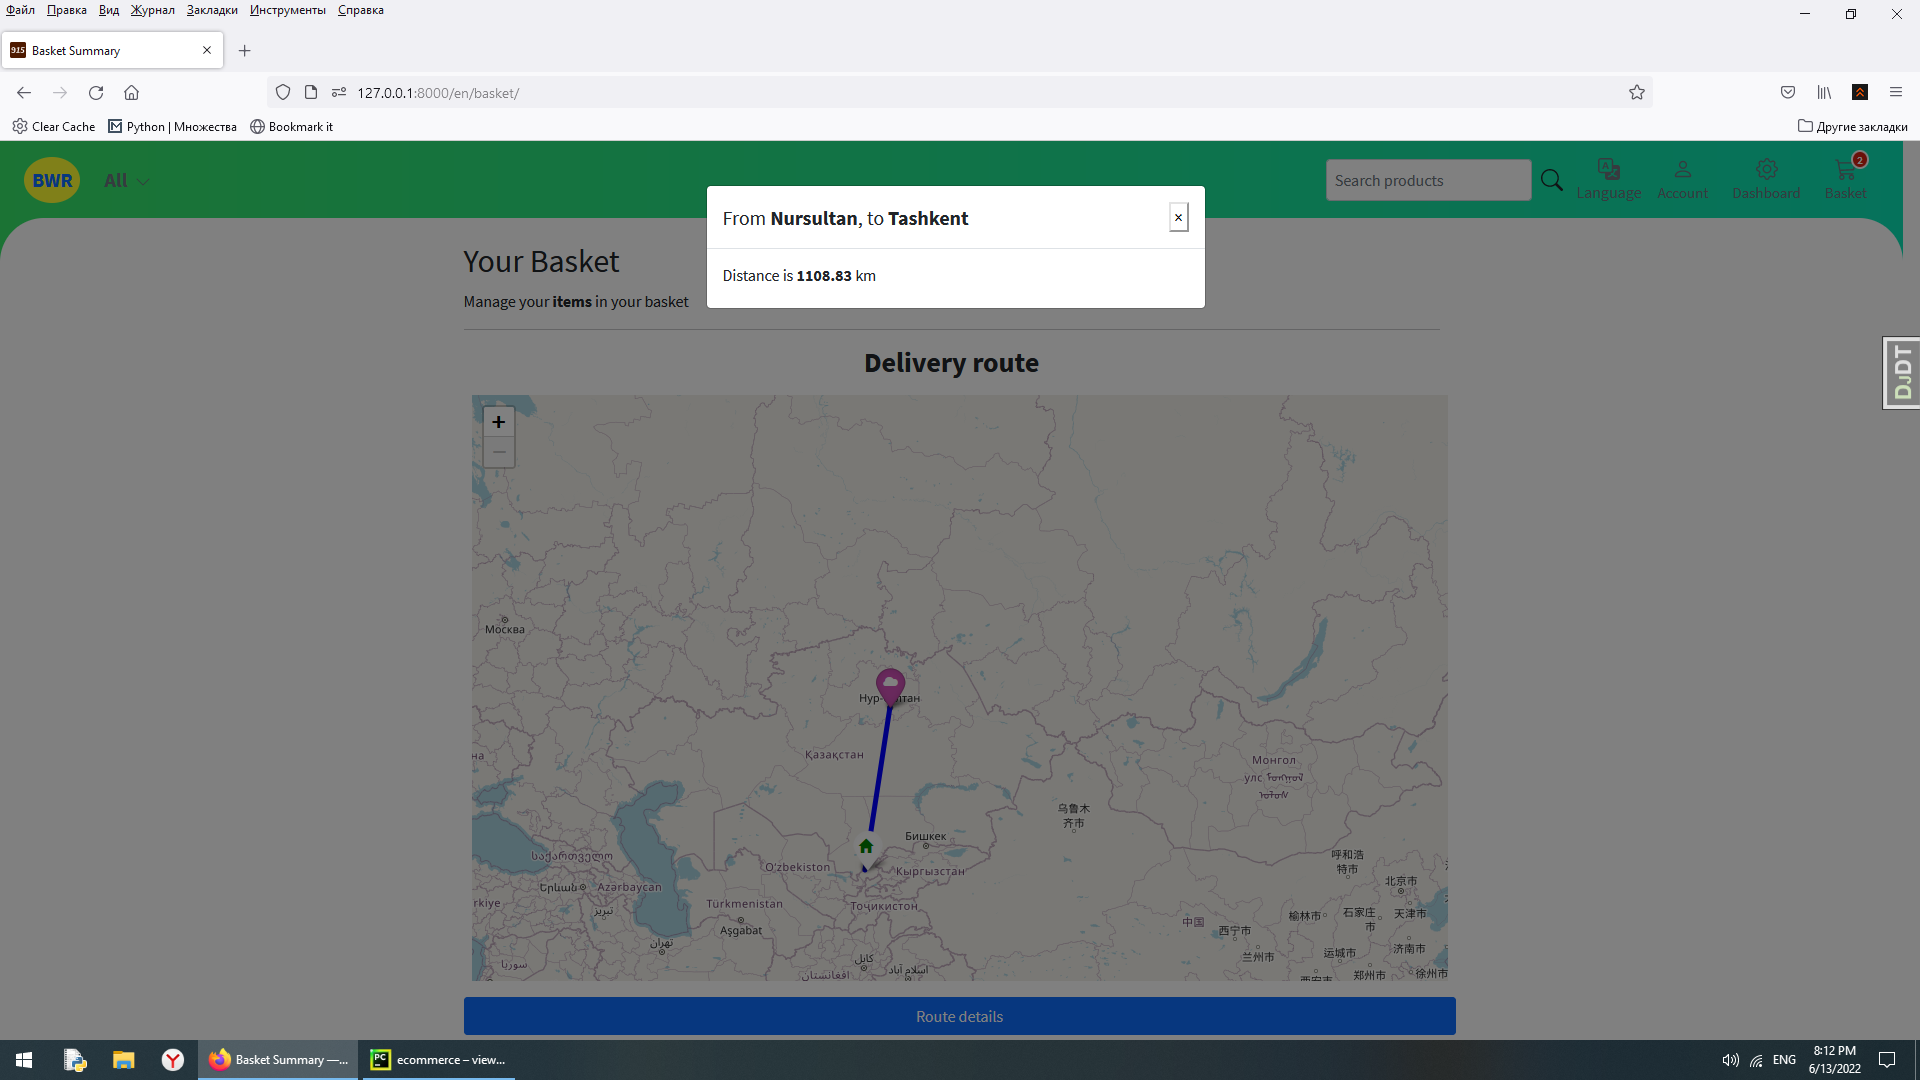 Файл Правка Вид Журнал Закладки Инструменты Справка
915 Basket Summary
127.0.0.1:8000/en/basket/
Clear Cache Python | Множества Bookmark it Другие закладки
BWR All Search products Language Account Dashboard Basket 2
From Nursultan, to Tashkent ×
Distance is 1108.83 km
Your Basket
Manage your items in your basket
Delivery route
DJDT
+
−
Москва
Қазақстан
Монгол
улс
乌鲁木
齐市
Бишкек
საქართველო
O'zbekiston
Кыргызстан
呼和浩
特市
Երևան
Azərbaycan
北京市
rkiye
تبریز
Türkmenistan
Тоҷикистон
榆林市
石家庄
市
天津市
中国
西宁市
Aşgabat
تهران
兰州市
运城市
济南市
سوريا
کابل
افغانستان
اسلام آباد
郑州市
徐州市
Route details
Basket Summary —...
PC ecommerce – view...
ENG
8:12 PM
6/13/2022